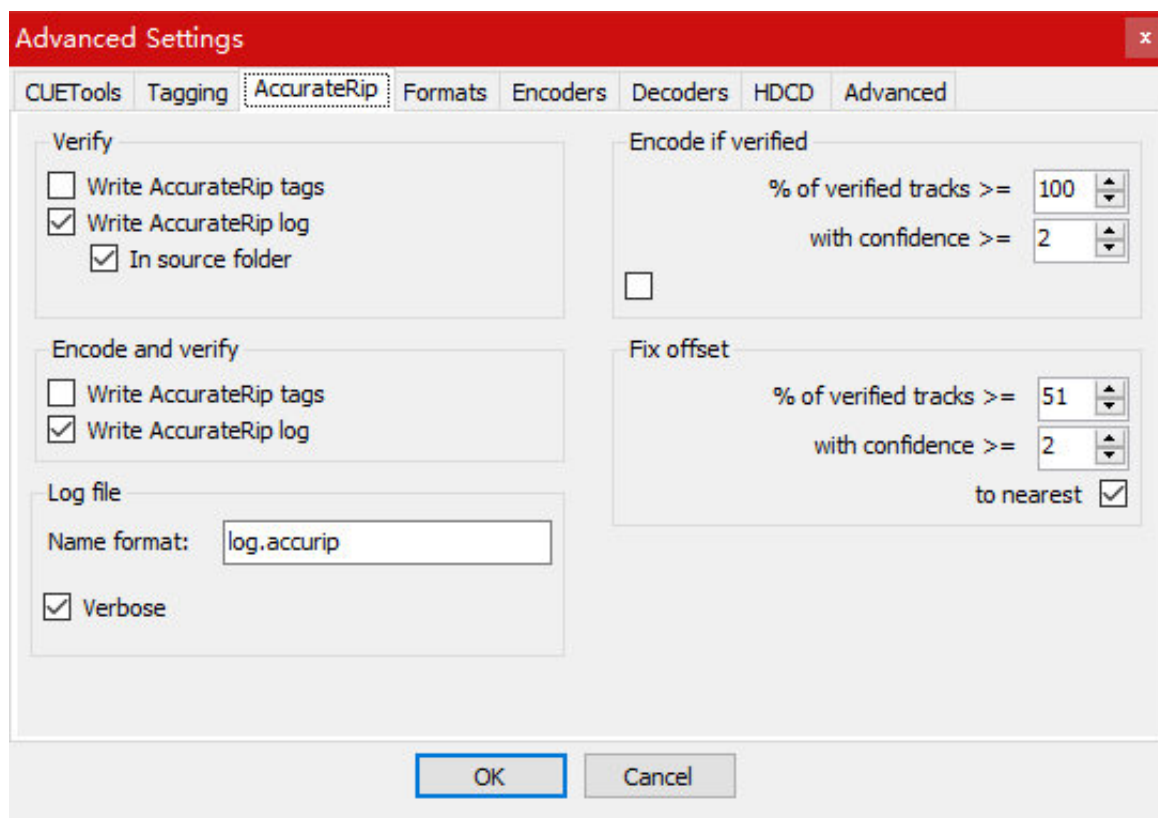 Advanced Settings
x
CUETools Tagging AccurateRip Formats Encoders Decoders HDCD Advanced
Verify
Write AccurateRip tags
Write AccurateRip log
In source folder
Encode and verify
Write AccurateRip tags
Write AccurateRip log
Log file
Name format: log.accurip
Verbose
Encode if verified
% of verified tracks >= 100
with confidence >= 2
Fix offset
% of verified tracks >= 51
with confidence >= 2
to nearest
OK Cancel